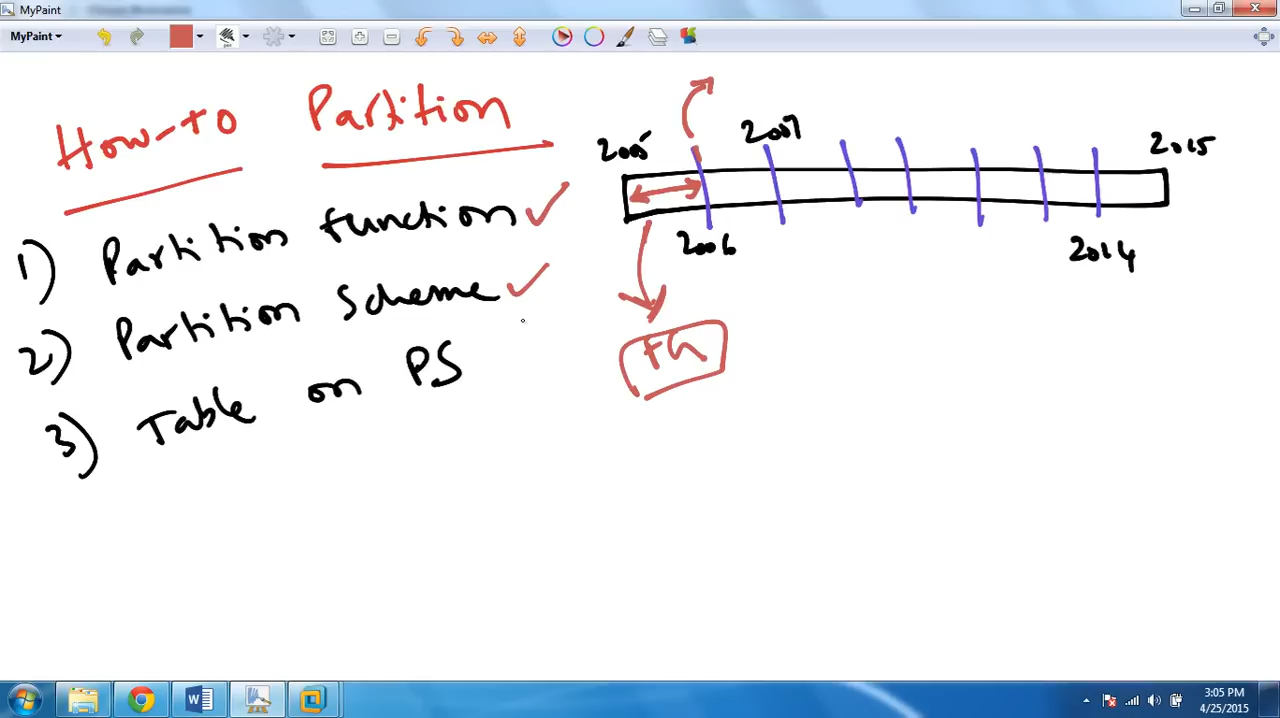 MyPaint
MyPaint
How-to Partition
1) Partition function
2) Partition Scheme
3) Table on PS
2005
2007
2015
2006
2014
FG
3:05 PM
4/25/2015